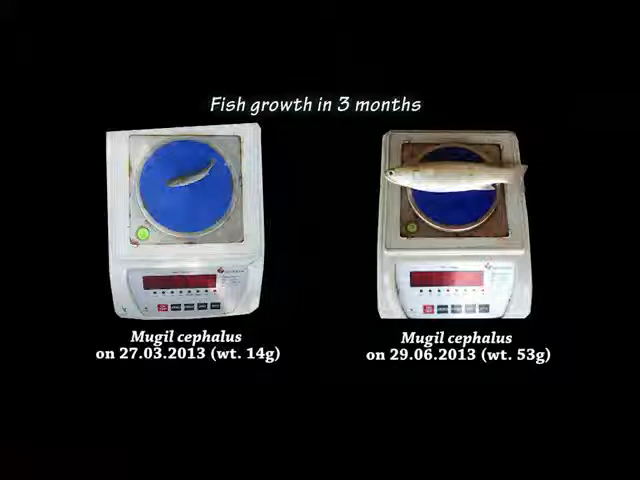 Fish growth in 3 months
Mugil cephalus
on 27.03.2013 (wt. 14g)
Mugil cephalus
on 29.06.2013 (wt. 53g)